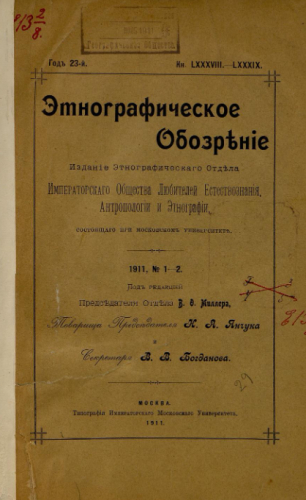 Годъ 23-й. Кн. LXXXVIII.—LXXXIX.
Этнографическое
Обозрѣніе
Изданіе Этнографическаго Отдѣла
Императорскаго Общества Любителей Естествознанія,
Антропологіи и Этнографіи,
состоящаго при московскомъ университетѣ.
1911, № 1—2.
Подъ редакціей
Предсѣдателя Отдѣла В. Ѳ. Миллера,
Товарища Предсѣдателя Н. А. Янчука
и
Секретаря В. В. Богданова.
29
МОСКВА.
Типографія Императорскаго Московскаго Университета.
1911.